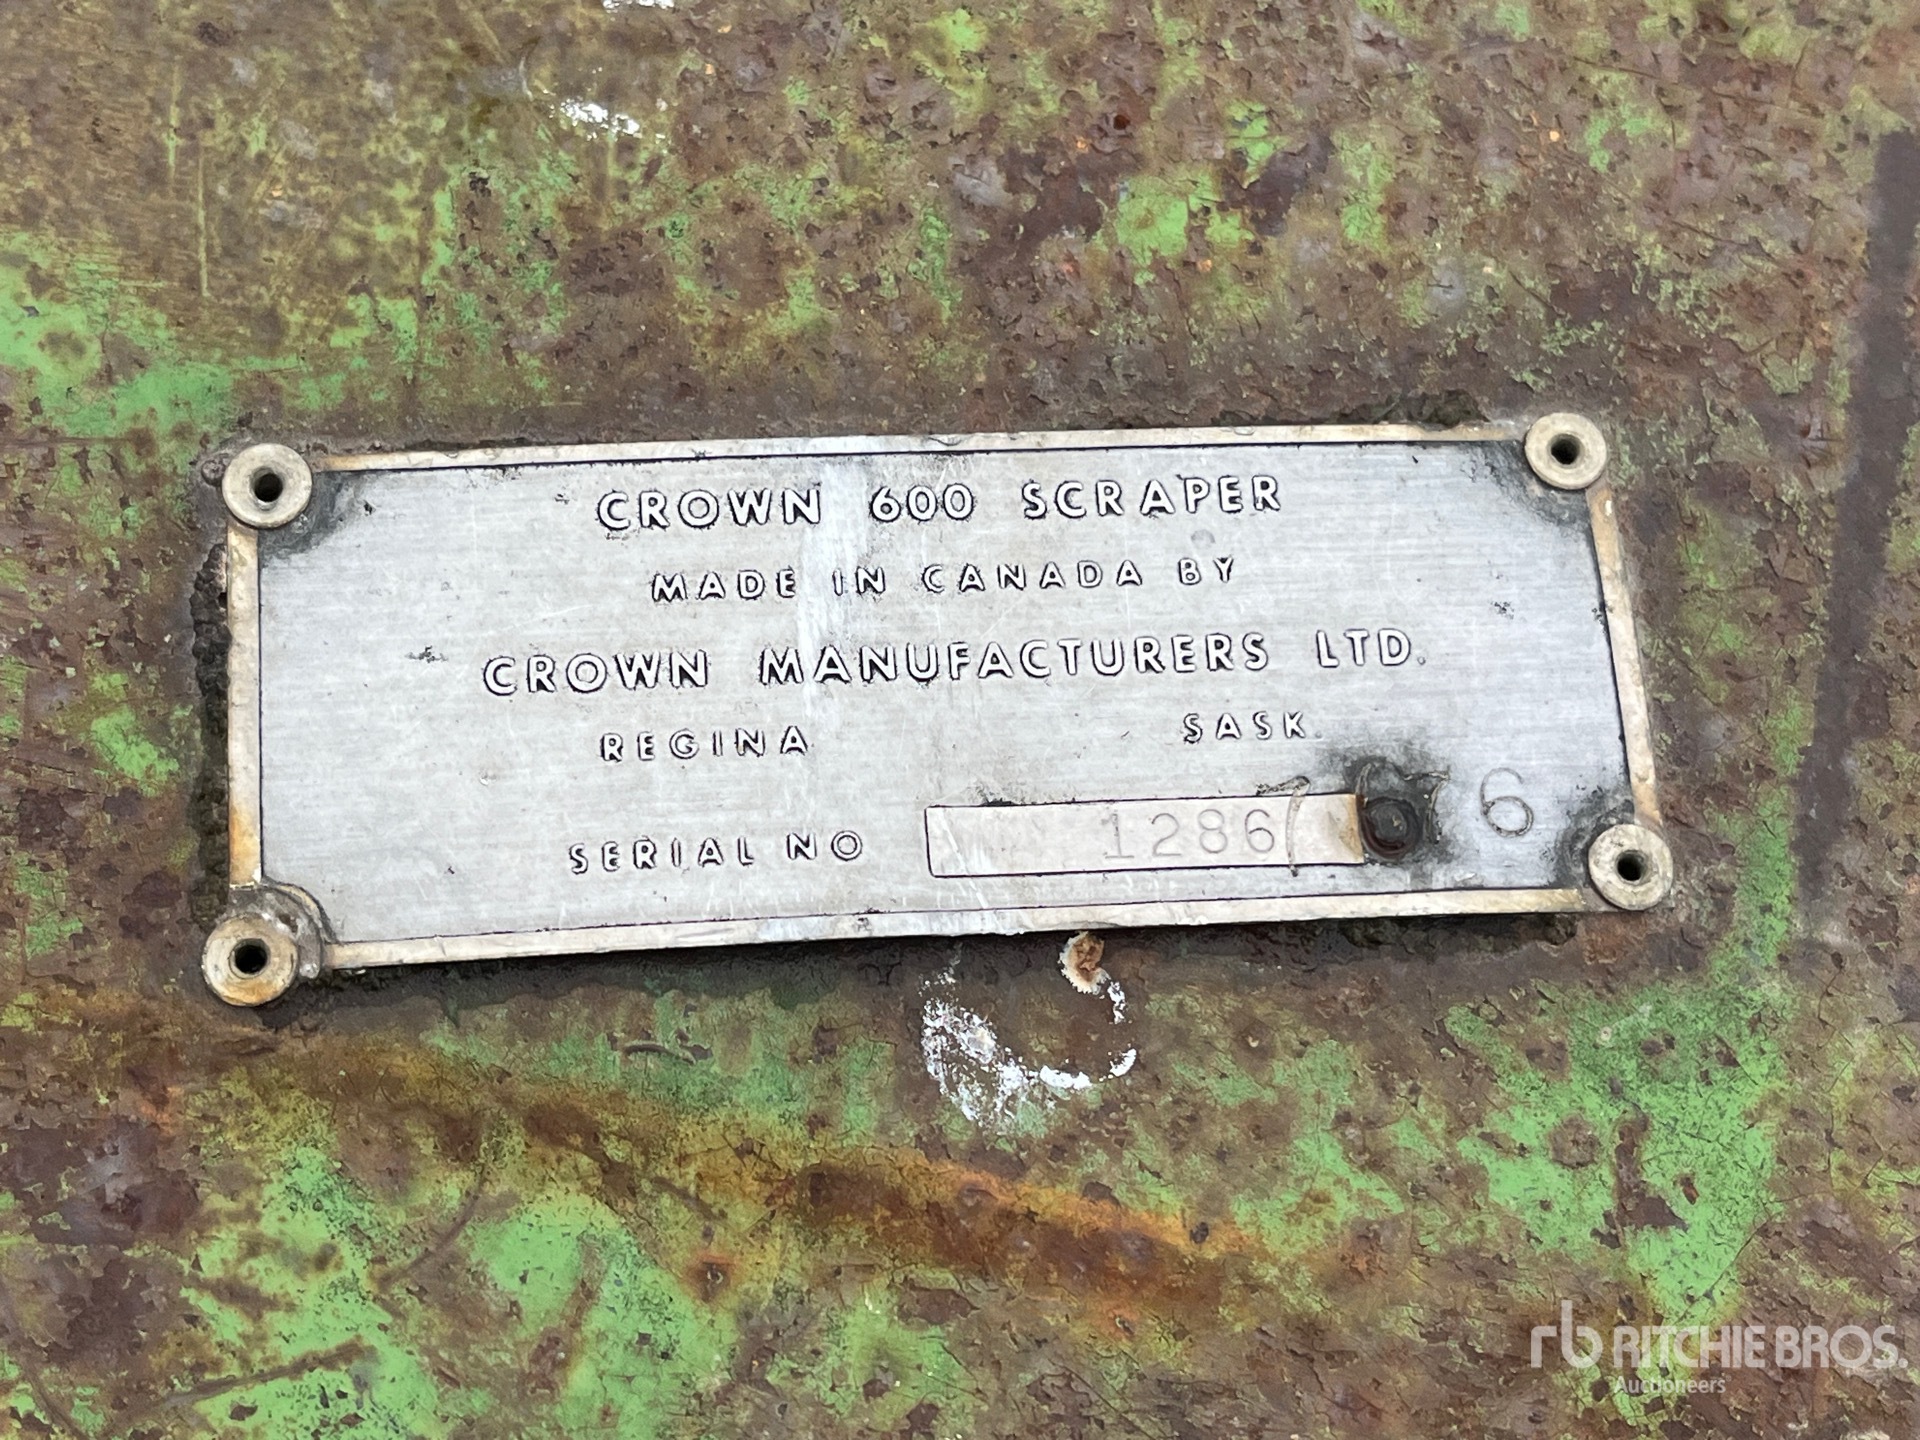 CROWN 600 SCRAPER
MADE IN CANADA BY
CROWN MANUFACTURERS LTD.
REGINA SASK.
SERIAL NO 1286
6
rb RITCHIE BROS.
Auctioneers